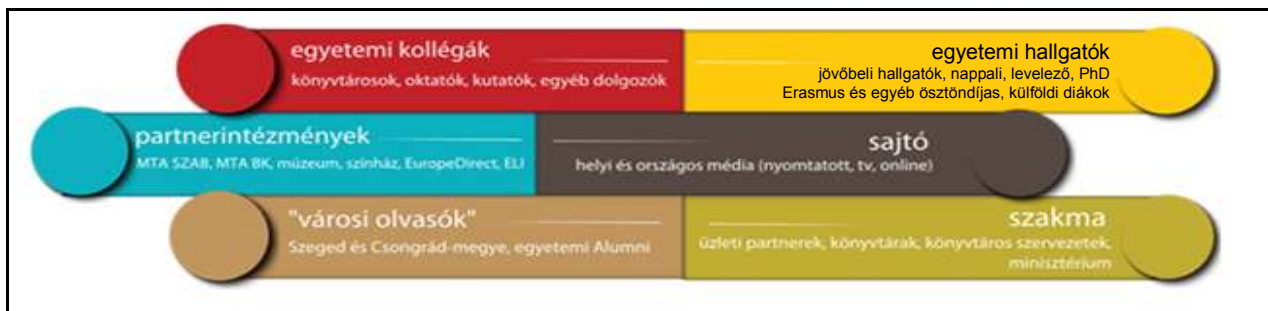 egyetemi kollégák
könyvtárosok, oktatók, kutatók, egyéb dolgozók
egyetemi hallgatók
jövőbeli hallgatók, nappali, levelező, PhD
Erasmus és egyéb ösztöndíjas, külföldi diákok
partnerintézmények
MTA SZAB, MTA BK, múzeum, színház, EuropeDirect, ELI
sajtó
helyi és országos média (nyomtatott, tv, online)
"városi olvasók"
Szeged és Csongrád-megye, egyetemi Alumni
szakma
üzleti partnerek, könyvtárak, könyvtáros szervezetek,
minisztérium